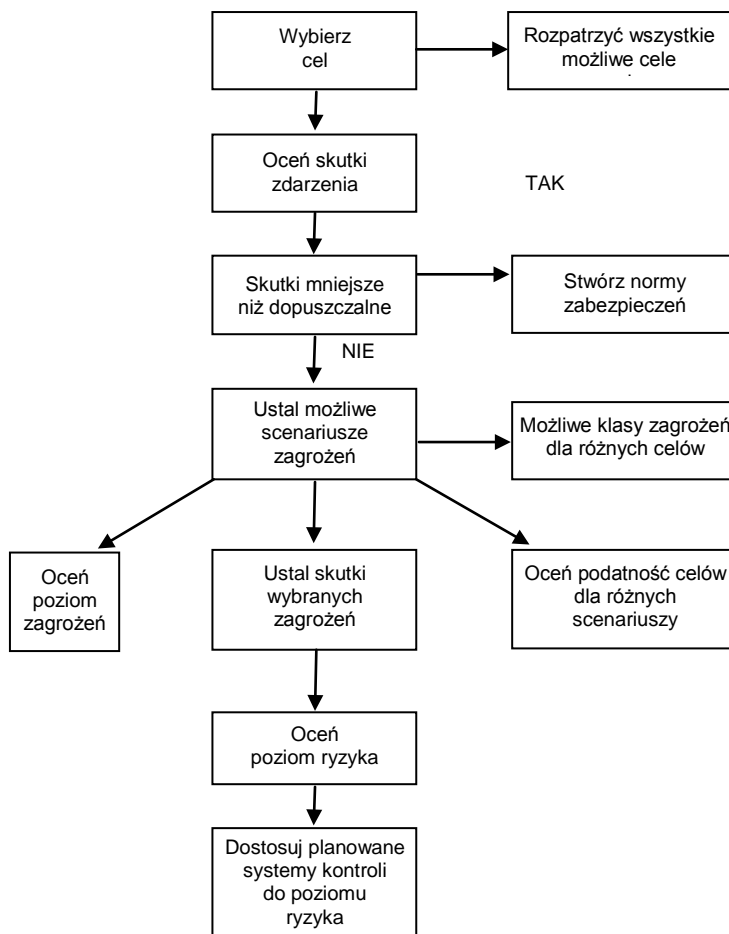 Wybierz
cel
Rozpatrzyć wszystkie
możliwe cele
Oceń skutki
zdarzenia
TAK
Skutki mniejsze
niż dopuszczalne
Stwórz normy
zabezpieczeń
NIE
Ustal możliwe
scenariusze
zagrożeń
Możliwe klasy zagrożeń
dla różnych celów
Oceń
poziom
zagrożeń
Ustal skutki
wybranych
zagrożeń
Oceń podatność celów
dla różnych
scenariuszy
Oceń
poziom ryzyka
Dostosuj planowane
systemy kontroli
do poziomu
ryzyka